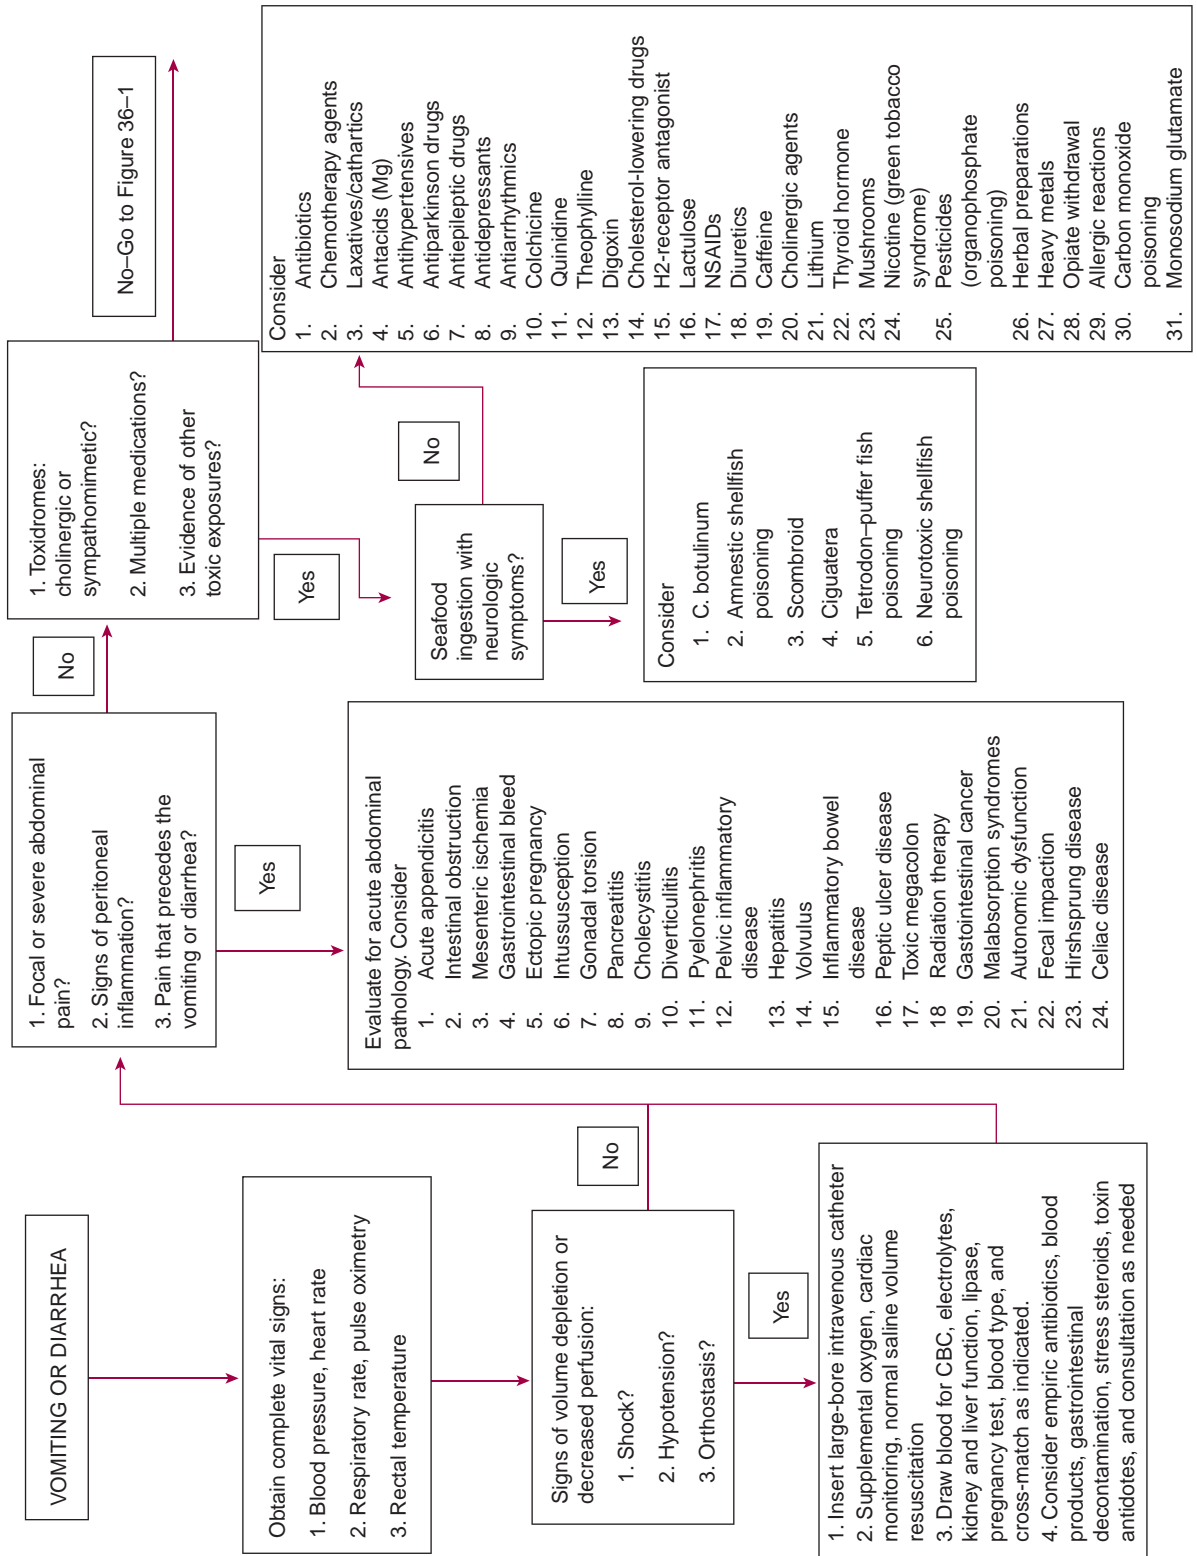 VOMITING OR DIARRHEA
Obtain complete vital signs:
1. Blood pressure, heart rate
2. Respiratory rate, pulse oximetry
3. Rectal temperature
Signs of volume depletion or
decreased perfusion:
1. Shock?
2. Hypotension?
3. Orthostasis?
No
Yes
1. Insert large-bore intravenous catheter
2. Supplemental oxygen, cardiac
monitoring, normal saline volume
resuscitation
3. Draw blood for CBC, electrolytes,
kidney and liver function, lipase,
pregnancy test, blood type, and
cross-match as indicated.
4. Consider empiric antibiotics, blood
products, gastrointestinal
decontamination, stress steroids, toxin
antidotes, and consultation as needed
1. Focal or severe abdominal
pain?
2. Signs of peritoneal
inflammation?
3. Pain that precedes the
vomiting or diarrhea?
No
Yes
Evaluate for acute abdominal
pathology. Consider
1. Acute appendicitis
2. Intestinal obstruction
3. Mesenteric ischemia
4. Gastrointestinal bleed
5. Ectopic pregnancy
6. Intussusception
7. Gonadal torsion
8. Pancreatitis
9. Cholecystitis
10. Diverticulitis
11. Pyelonephritis
12. Pelvic inflammatory
disease
13. Hepatitis
14. Volvulus
15. Inflammatory bowel
disease
16. Peptic ulcer disease
17. Toxic megacolon
18 Radiation therapy
19. Gastointestinal cancer
20. Malabsorption syndromes
21. Autonomic dysfunction
22. Fecal impaction
23. Hirshsprung disease
24. Celiac disease
1. Toxidromes:
cholinergic or
sympathomimetic?
2. Multiple medications?
3. Evidence of other
toxic exposures?
No–Go to Figure 36–1
Yes
Seafood
ingestion with
neurologic
symptoms?
No
Yes
Consider
1. C. botulinum
2. Amnestic shellfish
poisoning
3. Scombroid
4. Ciguatera
5. Tetrodon–puffer fish
poisoning
6. Neurotoxic shellfish
poisoning
Consider
1. Antibiotics
2. Chemotherapy agents
3. Laxatives/cathartics
4. Antacids (Mg)
5. Antihypertensives
6. Antiparkinson drugs
7. Antiepileptic drugs
8. Antidepressants
9. Antiarrhythmics
10. Colchicine
11. Quinidine
12. Theophylline
13. Digoxin
14. Cholesterol-lowering drugs
15. H2-receptor antagonist
16. Lactulose
17. NSAIDs
18. Diuretics
19. Caffeine
20. Cholinergic agents
21. Lithium
22. Thyroid hormone
23. Mushrooms
24. Nicotine (green tobacco
syndrome)
25. Pesticides
(organophosphate
poisoning)
26. Herbal preparations
27. Heavy metals
28. Opiate withdrawal
29. Allergic reactions
30. Carbon monoxide
poisoning
31. Monosodium glutamate